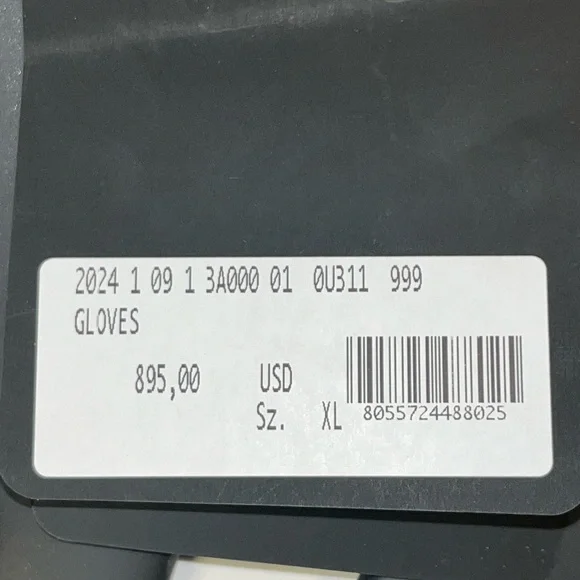 2024 1 09 1 3A000 01 0U311 999
GLOVES
895,00 USD
Sz. XL
8055724488025